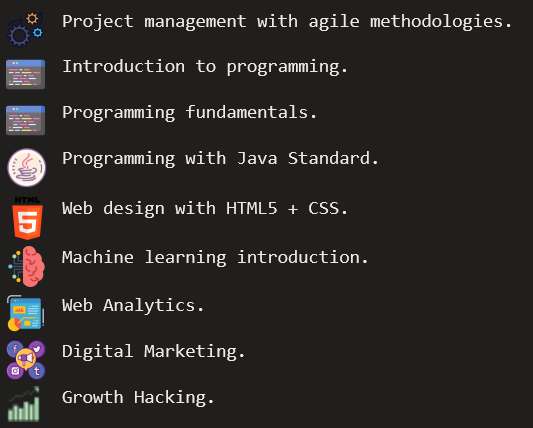 Project management with agile methodologies.
Introduction to programming.
Programming fundamentals.
Programming with Java Standard.
HTML
5
Web design with HTML5 + CSS.
Machine learning introduction.
Web Analytics.
Digital Marketing.
Growth Hacking.